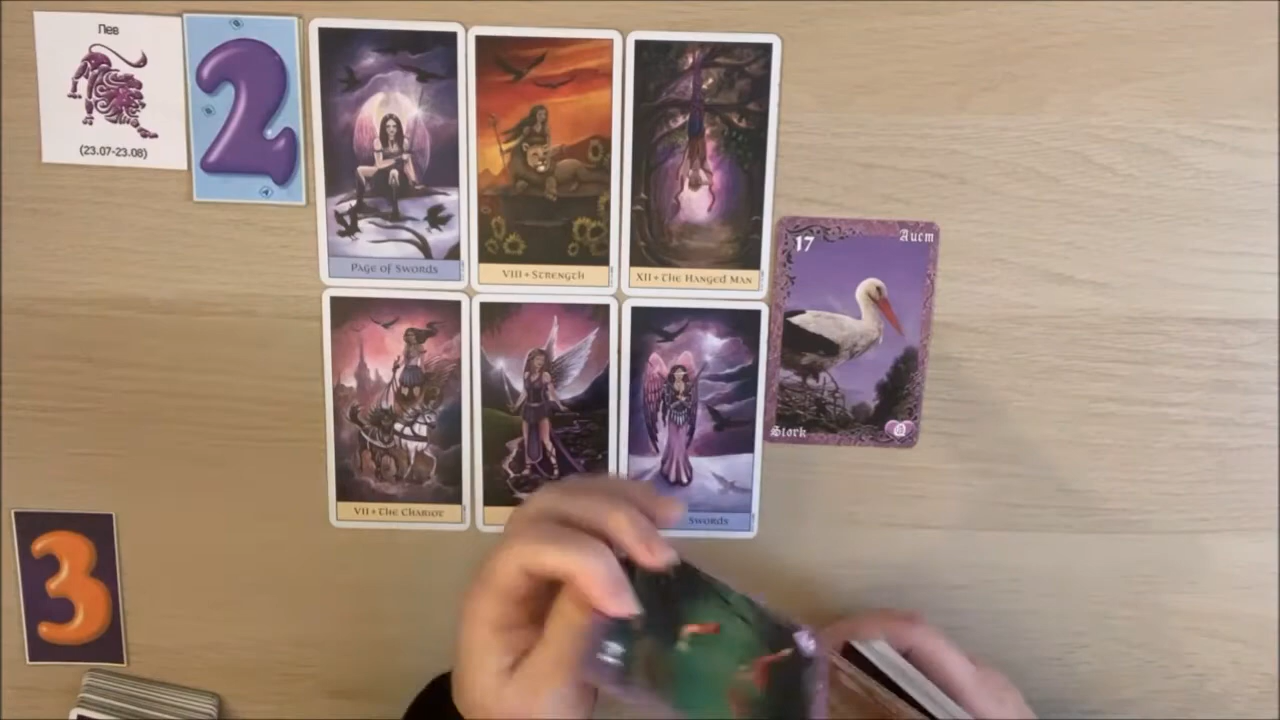 Лев
(23.07-23.08)
2
PAGE OF SWORDS
VIII + STRENGTH
XII + THE HANGED MAN
17
Аист
Stork
Q
VII + THE CHARIOT
SWORDS
3